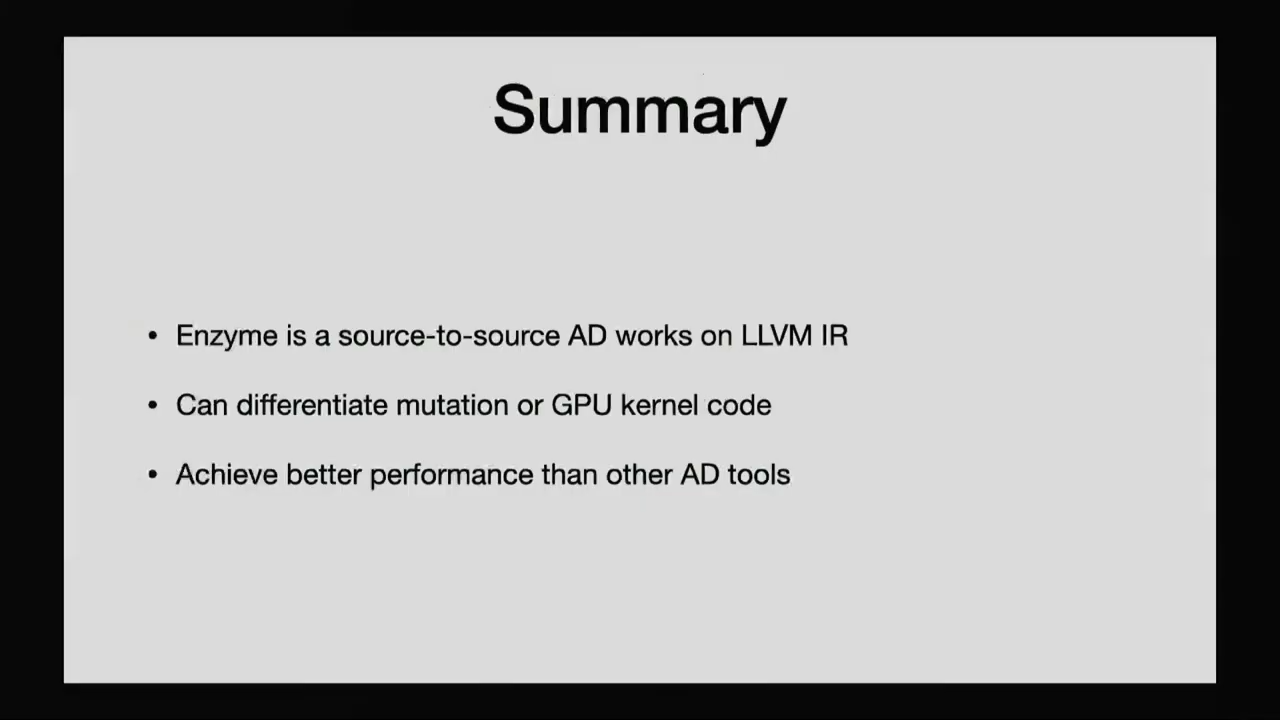 Summary
• Enzyme is a source-to-source AD works on LLVM IR
• Can differentiate mutation or GPU kernel code
• Achieve better performance than other AD tools